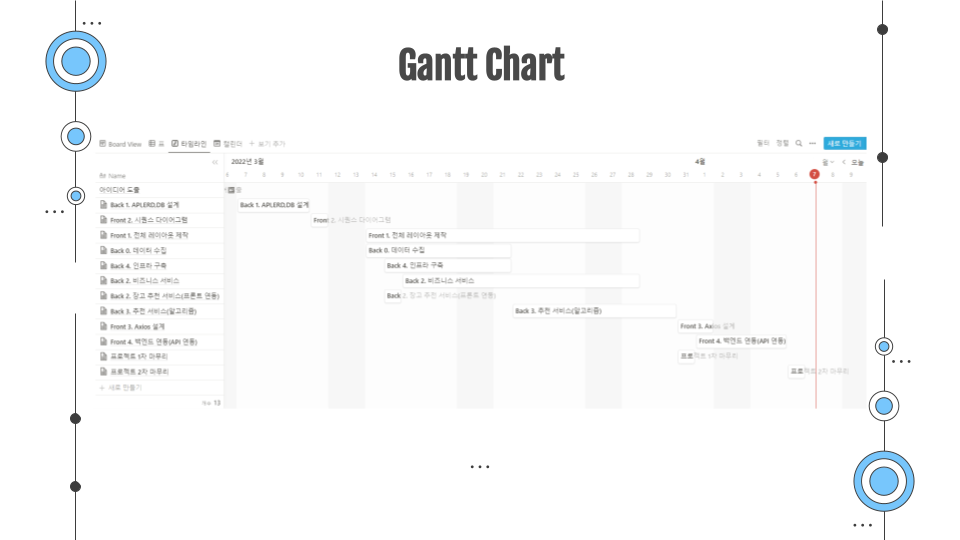 Gantt Chart
Board View 표 타임라인 캘린더 + 보기 추가
필터 정렬 새로 만들기
2022년 3월 4월 월 오늘
Name 6 7 8 9 10 11 12 13 14 15 16 17 18 19 20 21 22 23 24 25 26 27 28 29 30 31 1 2 3 4 5 6 7 8 9
아이디어 도출
Back 1. API,ERD,DB 설계 Back 1. API,ERD,DB 설계
Front 2. 시퀀스 다이어그램 Front 2. 시퀀스 다이어그램
Front 1. 전체 레이아웃 제작 Front 1. 전체 레이아웃 제작
Back 0. 데이터 수집 Back 0. 데이터 수집
Back 4. 인프라 구축 Back 4. 인프라 구축
Back 2. 비즈니스 서비스 Back 2. 비즈니스 서비스
Back 2. 장고 추천 서비스(프론트 연동) Back 2. 장고 추천 서비스(프론트 연동)
Back 3. 추천 서비스(알고리즘) Back 3. 추천 서비스(알고리즘)
Front 3. Axios 설계 Front 3. Axios 설계
Front 4. 백엔드 연동(API 연동) Front 4. 백엔드 연동(API 연동)
프로젝트 1차 마무리 프로젝트 1차 마무리
프로젝트 2차 마무리 프로젝트 2차 마무리
+ 새로 만들기
개수 13